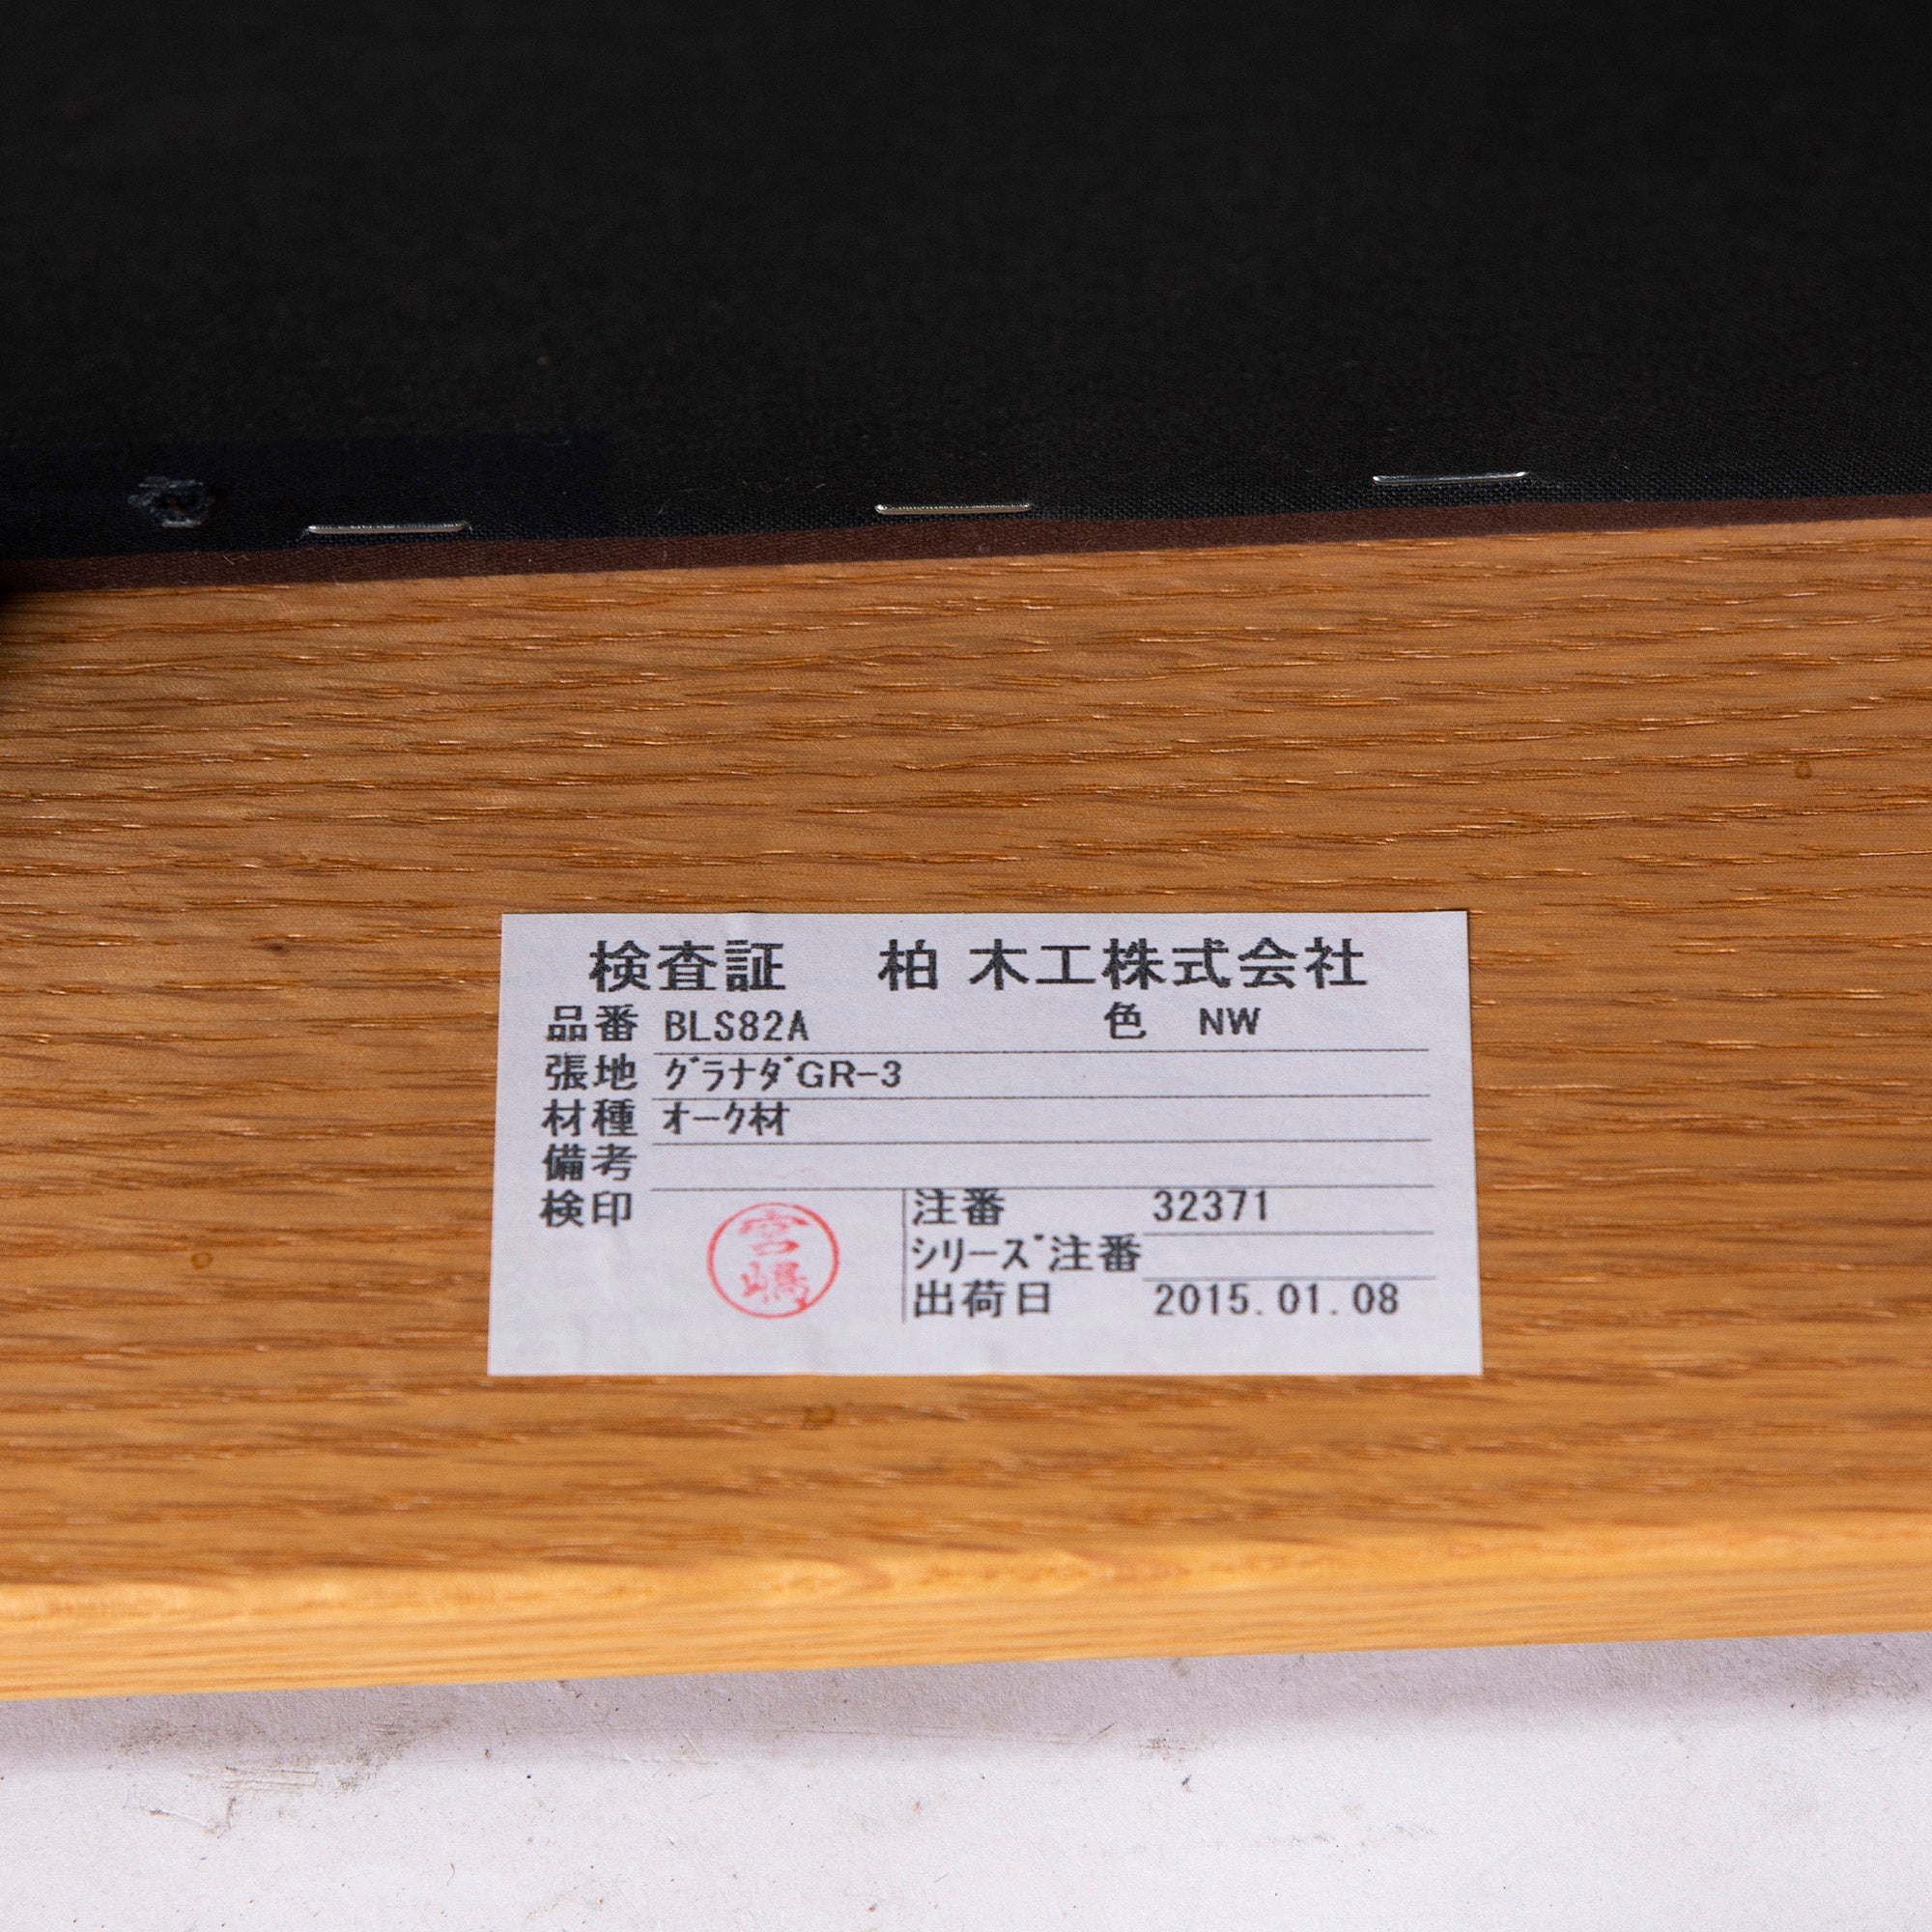 検査証 柏木工株式会社
品番 BLS82A 色 NW
張地 ｸﾞﾗﾅﾀﾞGR-3
材種 ｵｰｸ材
備考
検印 宮嶋
注番 32371
ｼﾘｰｽﾞ注番
出荷日 2015.01.08